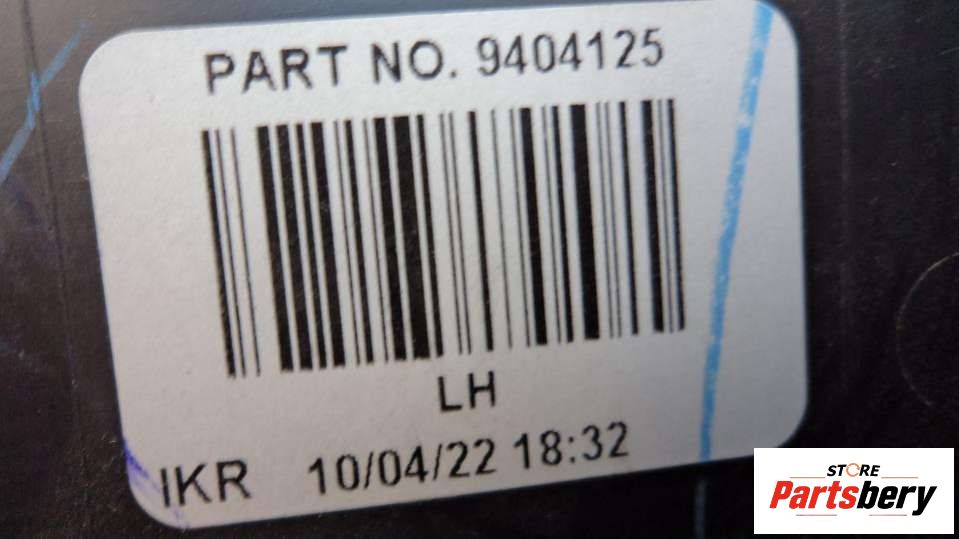 PART NO. 9404125
LH
IKR 10/04/22 18:32
STORE
Partsbery